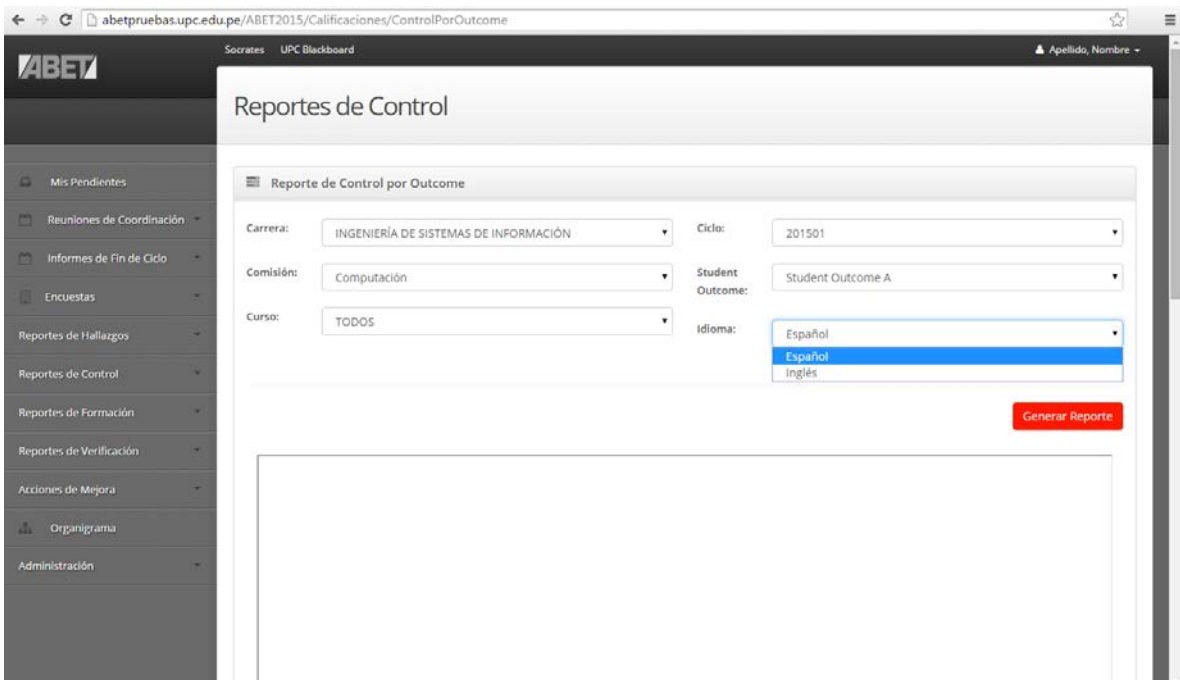 abetpruebas.upc.edu.pe/ABET2015/Calificaciones/ControlPorOutcome
Socrates UPC Blackboard Apellido, Nombre
ABET
Reportes de Control
Mis Pendientes
Reuniones de Coordinación
Informes de Fin de Ciclo
Encuestas
Reportes de Hallazgos
Reportes de Control
Reportes de Formación
Reportes de Verificación
Acciones de Mejora
Organigrama
Administración
Reporte de Control por Outcome
Carrera: INGENIERÍA DE SISTEMAS DE INFORMACIÓN Ciclo: 201501
Comisión: Computación Student Outcome: Student Outcome A
Curso: TODOS Idioma: Español
Español
Inglés
Generar Reporte